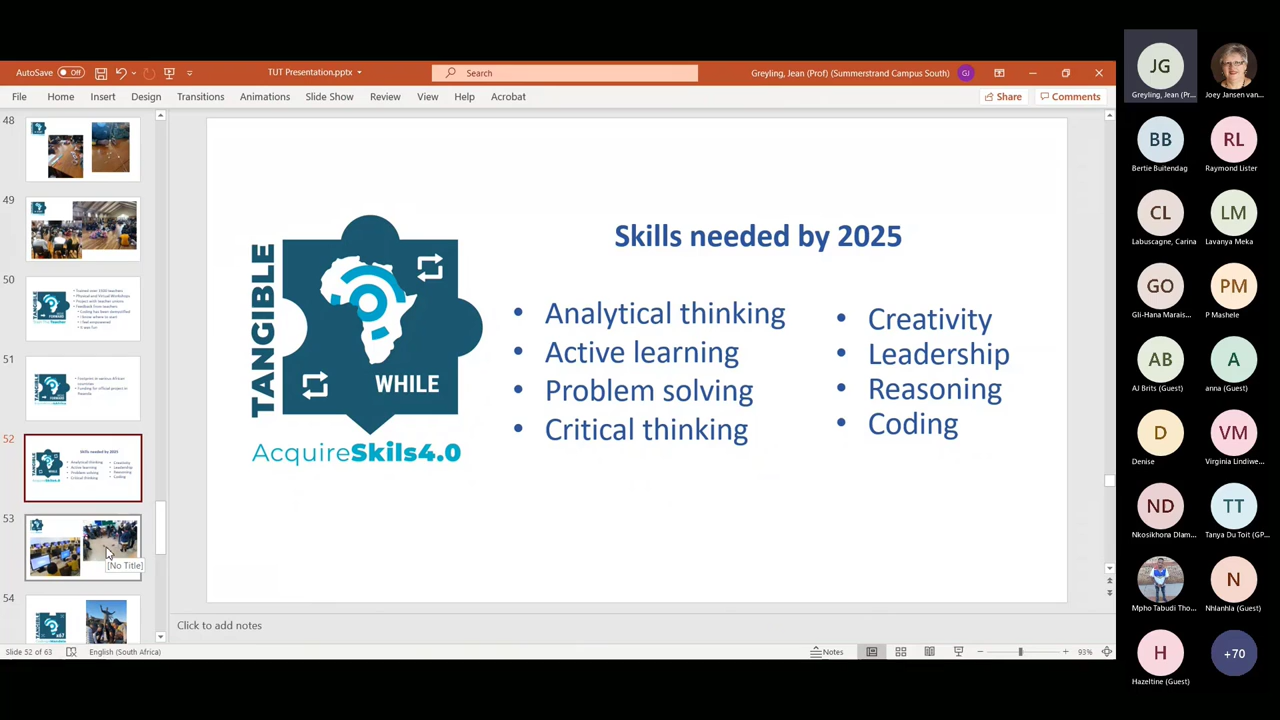 AutoSave Off
TUT Presentation.pptx
Search
Greyling, Jean (Prof) (Summerstrand Campus South)
GJ
File Home Insert Design Transitions Animations Slide Show Review View Help Acrobat
Share
Comments
48
49
50
51
52
53
[No Title]
54
TANGIBLE
WHILE
AcquireSkils4.0
Skills needed by 2025
• Analytical thinking
• Active learning
• Problem solving
• Critical thinking
• Creativity
• Leadership
• Reasoning
• Coding
Click to add notes
Slide 52 of 63
English (South Africa)
Notes
93%
JG
Greyling, Jean (Pr...
Joey Jansen van...
BB
Bertie Buitendag
RL
Raymond Lister
CL
Labuscagne, Carina
LM
Lavanya Meka
GO
Gli-Hana Marais...
PM
P Mashele
AB
AJ Brits (Guest)
A
anna (Guest)
D
Denise
VM
Virginia Lindiwe...
ND
Nkosikhona Dlam...
TT
Tanya Du Toit (GP...
Mpho Tabudi Tho...
N
Nhlanhla (Guest)
H
Hazeltine (Guest)
+70